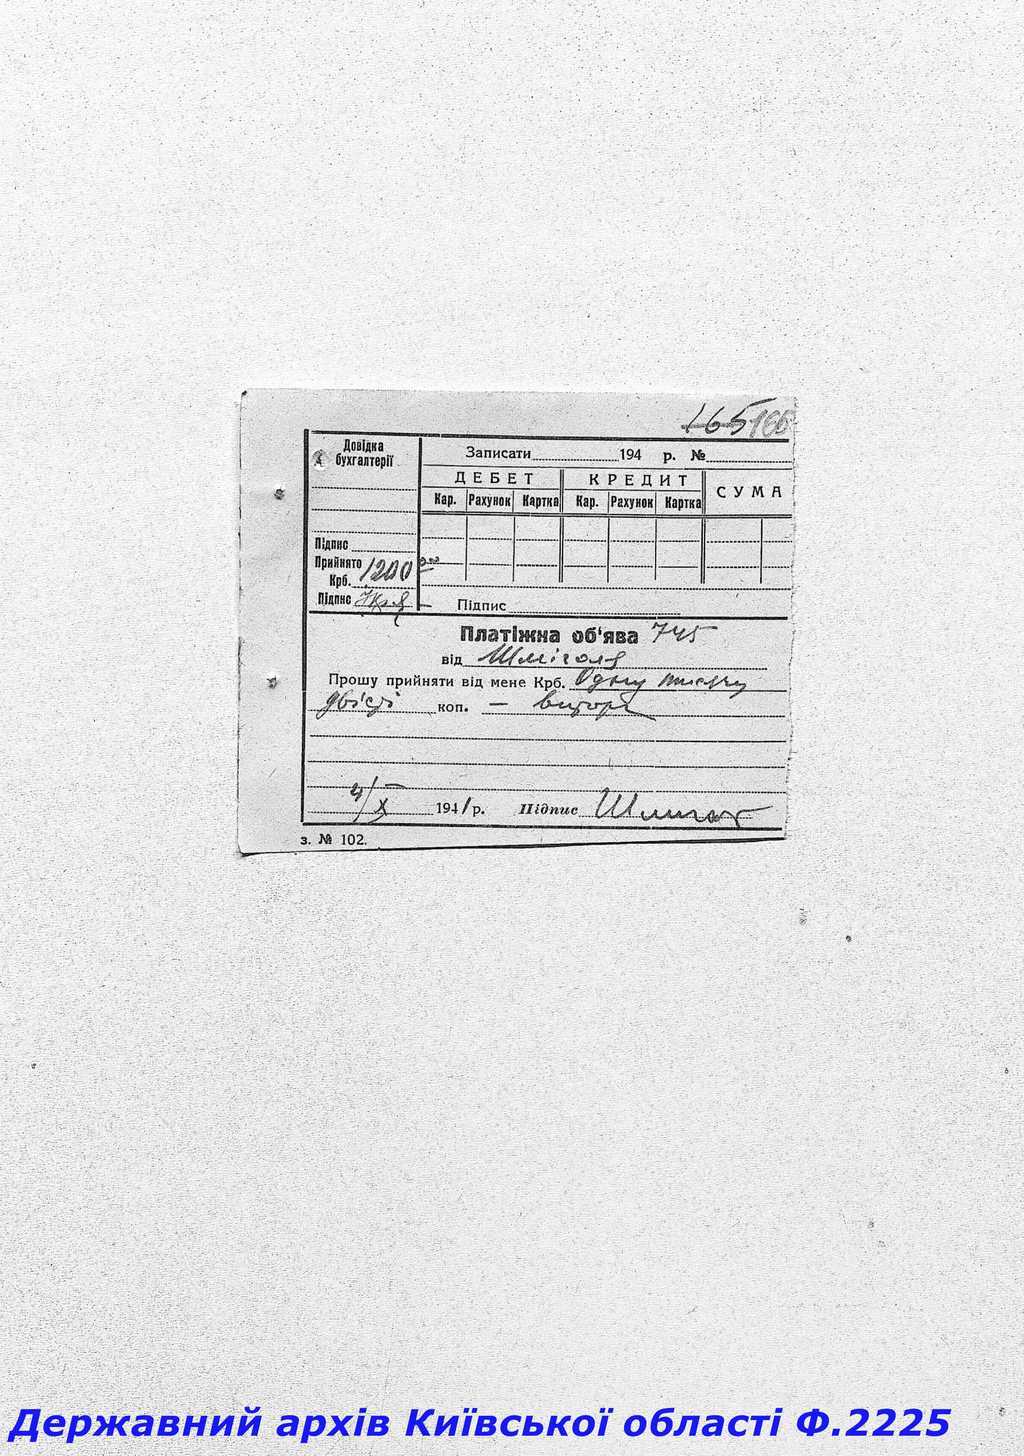 165 166
Довідка
бухгалтерії
Записати 194 р. №
ДЕБЕТ КРЕДИТ СУМА
Кар. Рахунок Картка Кар. Рахунок Картка
Підпис
Прийнято
Крб. 1200
Підпис
Підпис
Платіжна об'ява 745
від Шміголя
Прошу прийняти від мене Крб. Одну тисячу
двісті коп. —
4/X 1941 р. Підпис
з. № 102.
Державний архів Київської області Ф.2225